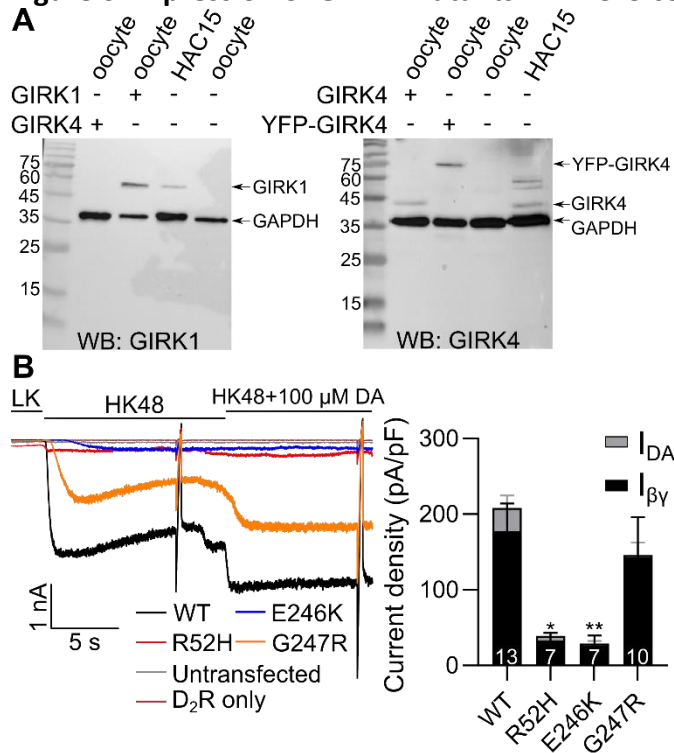 A
oocyte oocyte HAC15 oocyte
GIRK1 - + - -
GIRK4 + - - -
75
60
45
35
25
15
GIRK1
GAPDH
WB: GIRK1
oocyte oocyte oocyte HAC15
GIRK4 + - - -
YFP-GIRK4 - + - -
75
60
45
35
25
15
YFP-GIRK4
GIRK4
GAPDH
WB: GIRK4
B
LK HK48 HK48+100 µM DA
1 nA
5 s
WT E246K
R52H G247R
Untransfected
D₂R only
Current density (pA/pF)
300
200
100
0
I_DA
I_βγ
* **
13 7 7 10
WT R52H E246K G247R